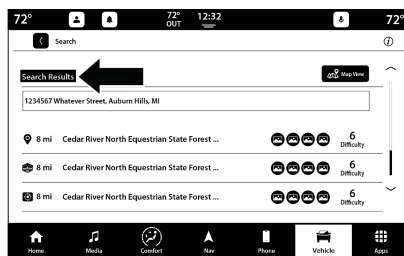 72° 72° 12:32 72°
OUT
Search
Search Results Map View
1234567 Whatever Street, Auburn Hills, MI
8 mi Cedar River North Equestrian State Forest ... 6
Difficulty
8 mi Cedar River North Equestrian State Forest ... 6
Difficulty
8 mi Cedar River North Equestrian State Forest ... 6
Difficulty
Home Media Comfort Nav Phone Vehicle Apps